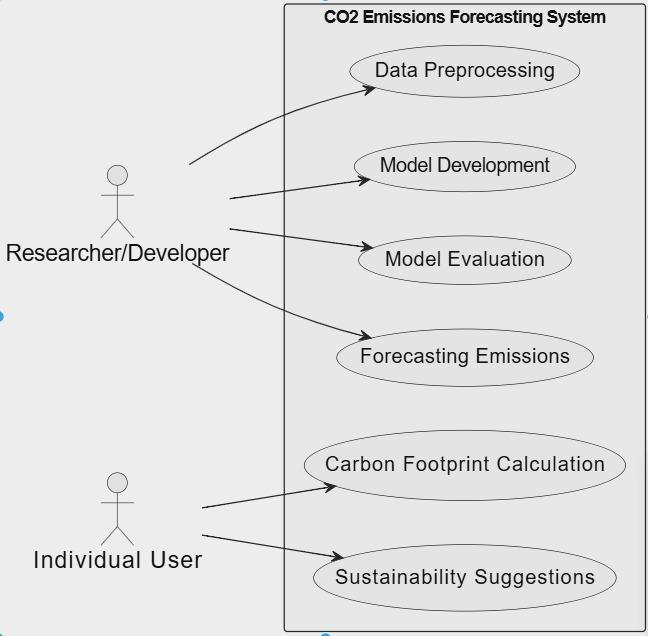 CO2 Emissions Forecasting System
Data Preprocessing
Model Development
Researcher/Developer
Model Evaluation
Forecasting Emissions
Carbon Footprint Calculation
Individual User
Sustainability Suggestions